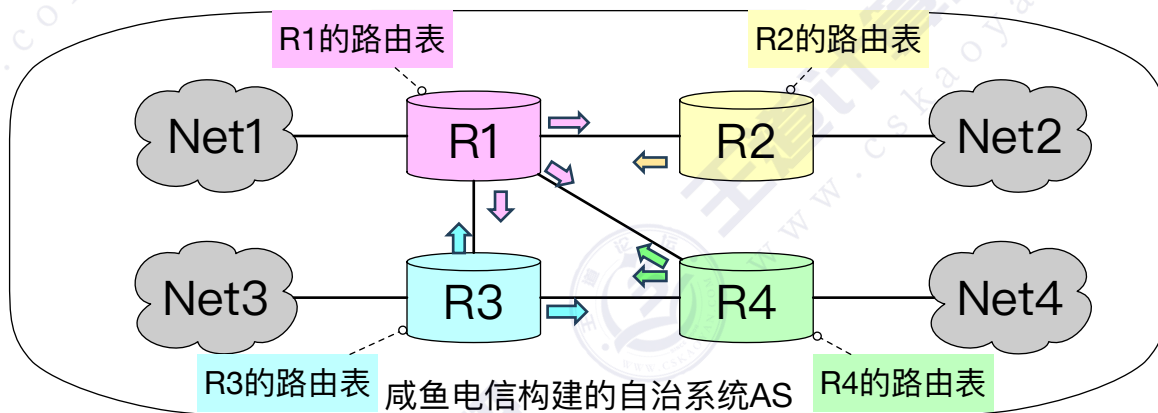 R1的路由表
R2的路由表
Net1
R1
R2
Net2
Net3
R3
R4
Net4
R3的路由表
咸鱼电信构建的自治系统AS
R4的路由表